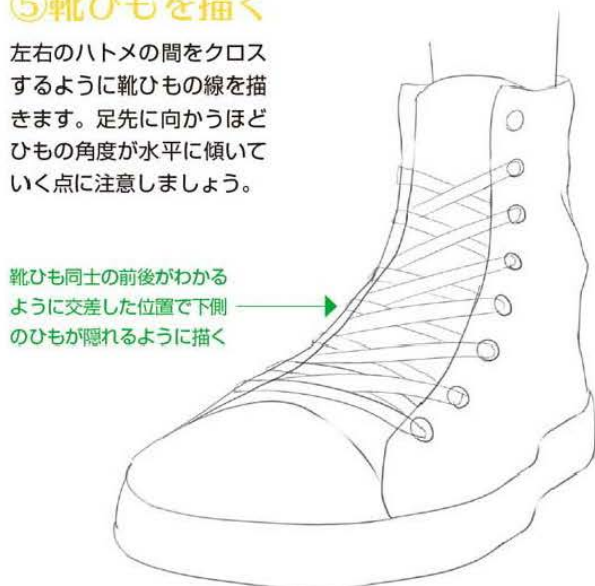 ⑤靴ひもを描く
左右のハトメの間をクロス
するように靴ひもの線を描
きます。足先に向かうほど
ひもの角度が水平に傾いて
いく点に注意しましょう。
靴ひも同士の前後がわかる
ように交差した位置で下側
のひもが隠れるように描く